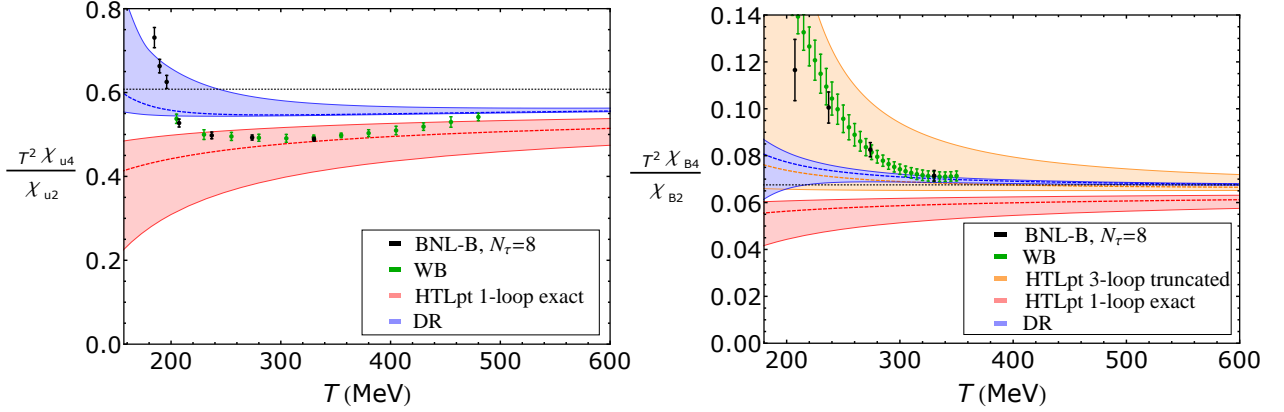 T² χu4
χu2
0.8
0.6
0.4
0.2
0.0
BNL-B, Nτ=8
WB
HTLpt 1-loop exact
DR
200 300 400 500 600
T (MeV)
T² χB4
χB2
0.14
0.12
0.10
0.08
0.06
0.04
0.02
0.00
BNL-B, Nτ=8
WB
HTLpt 3-loop truncated
HTLpt 1-loop exact
DR
200 300 400 500 600
T (MeV)